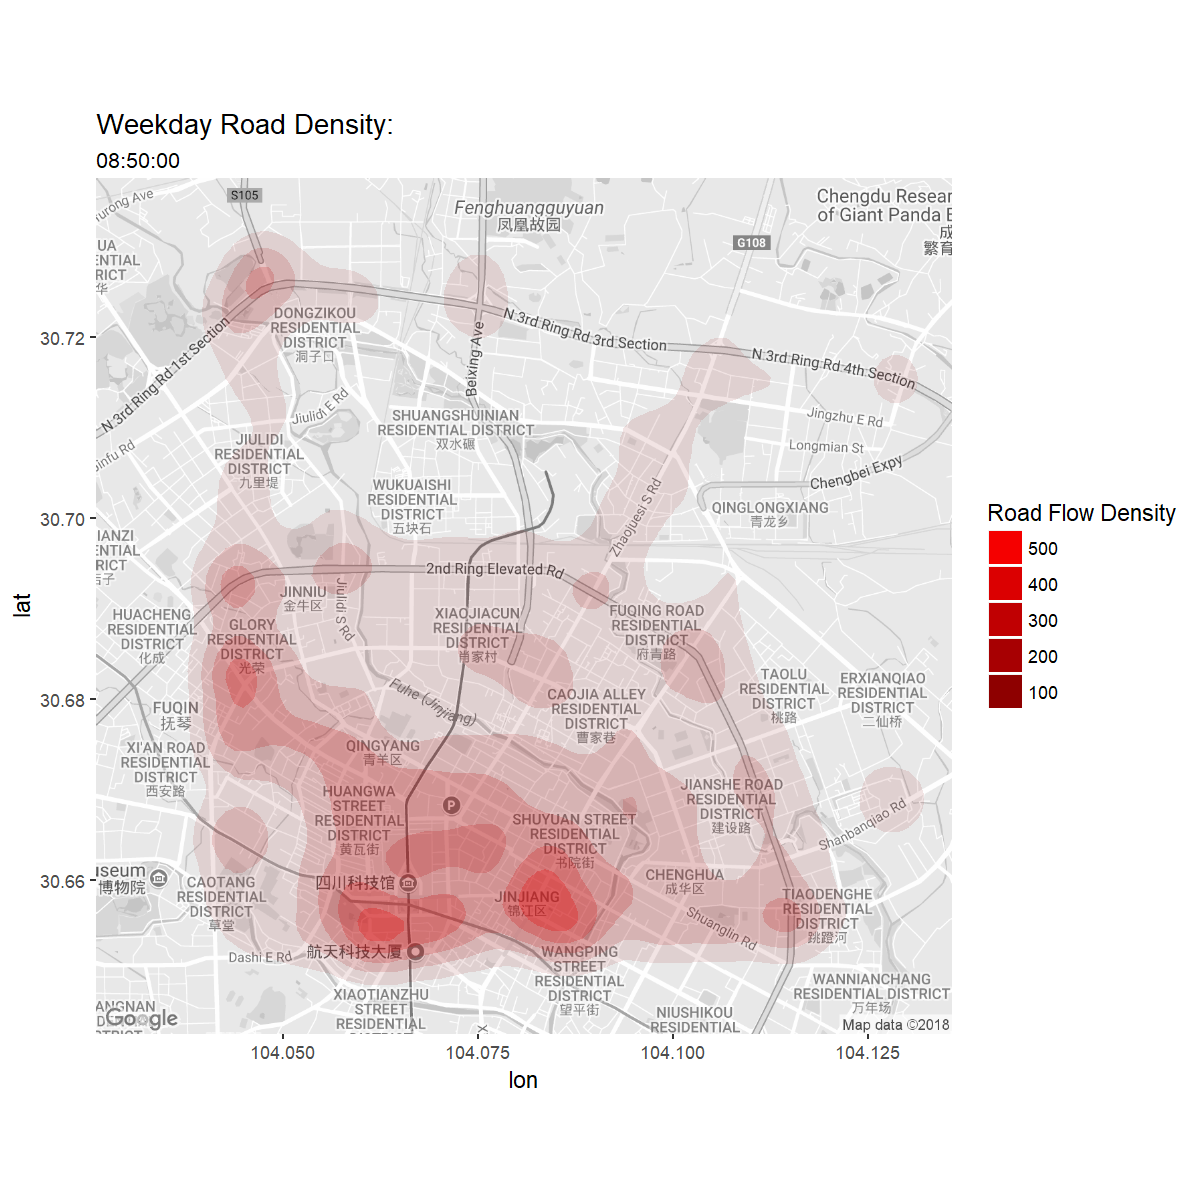 Weekday Road Density:
08:50:00
S105
Fenghuangguyuan
凤凰故园
Chengdu Resear
of Giant Panda B
成
繁育
G108
urong Ave
UA
ENTIAL
RICT
华
DONGZIKOU
RESIDENTIAL
DISTRICT
洞子口
N 3rd Ring Rd 1st Section
Beixing Ave
N 3rd Ring Rd 3rd Section
N 3rd Ring Rd 4th Section
Jiulidi E Rd
SHUANGSHUINIAN
RESIDENTIAL DISTRICT
双水碾
Jingzhu E Rd
Longmian St
Chengbei Expy
JIULIDI
RESIDENTIAL
DISTRICT
九里堤
WUKUAISHI
RESIDENTIAL
DISTRICT
五块石
QINGLONGXIANG
青龙乡
Zhaojuesi S Rd
IANZI
ENTIAL
RICT
2nd Ring Elevated Rd
JINNIU
金牛区
Jiulidi S Rd
HUACHENG
RESIDENTIAL
DISTRICT
化成
GLORY
RESIDENTIAL
DISTRICT
光荣
XIAOJIACUN
RESIDENTIAL
DISTRICT
肖家村
FUQING ROAD
RESIDENTIAL
DISTRICT
府青路
TAOLU
RESIDENTIAL
DISTRICT
桃路
ERXIANQIAO
RESIDENTIAL
DISTRICT
二仙桥
Fuhe (Jinjiang)
CAOJIA ALLEY
RESIDENTIAL
DISTRICT
曹家巷
FUQIN
抚琴
XI'AN ROAD
RESIDENTIAL
DISTRICT
西安路
QINGYANG
青羊区
HUANGWA
STREET
RESIDENTIAL
DISTRICT
黄瓦街
P
JIANSHE ROAD
RESIDENTIAL
DISTRICT
建设路
SHUYUAN STREET
RESIDENTIAL
DISTRICT
书院街
Shanbanqiao Rd
useum
博物院
四川科技馆
CAOTANG
RESIDENTIAL
DISTRICT
草堂
JINJIANG
锦江区
CHENGHUA
成华区
TIAODENGHE
RESIDENTIAL
DISTRICT
跳蹬河
Shuanglin Rd
Dashi E Rd
航天科技大厦
WANGPING
STREET
RESIDENTIAL
DISTRICT
望平街
XIAOTIANZHU
STREET
RESIDENTIAL
WANNIANCHANG
RESIDENTIAL DISTRICT
万年场
NIUSHIKOU
RESIDENTIAL
ANGNAN
Google
Map data ©2018
30.72
30.70
30.68
30.66
lat
104.050
104.075
104.100
104.125
lon
Road Flow Density
500
400
300
200
100